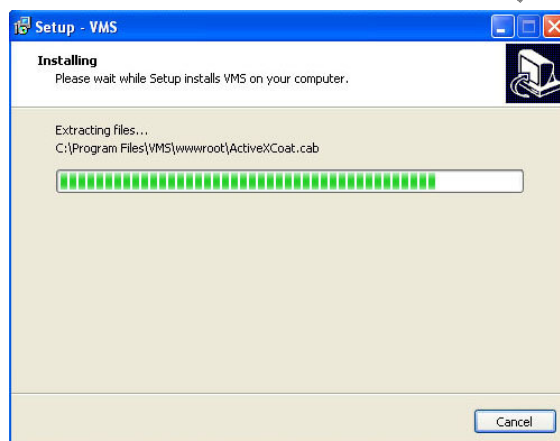 Setup - VMS
Installing
Please wait while Setup installs VMS on your computer.
Extracting files...
C:\Program Files\VMS\wwwroot\ActiveXCoat.cab
Cancel